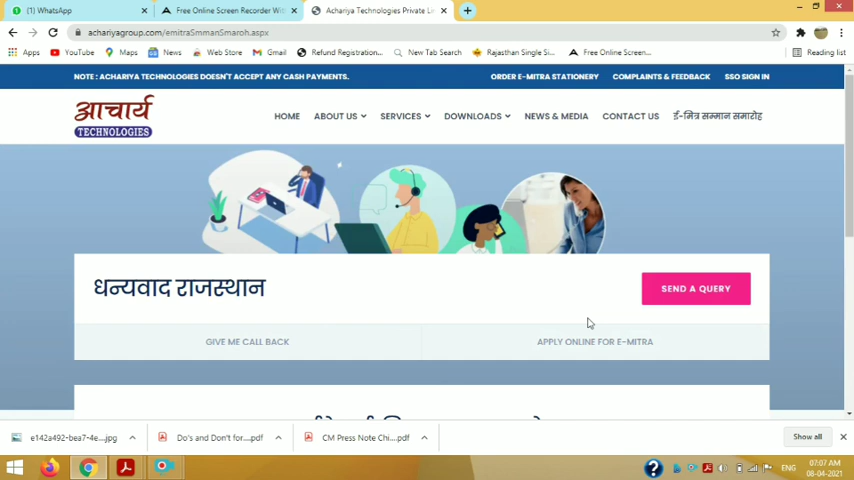 (1) WhatsApp
Free Online Screen Recorder Wit
Achariya Technologies Private Li
achariyagroup.com/emitraSmmanSmaroh.aspx
Apps YouTube Maps News Web Store Gmail Refund Registration... New Tab Search Rajasthan Single Si... Free Online Screen... Reading list
NOTE : ACHARIYA TECHNOLOGIES DOESN'T ACCEPT ANY CASH PAYMENTS. ORDER E-MITRA STATIONERY COMPLAINTS & FEEDBACK SSO SIGN IN
आचार्य
TECHNOLOGIES
HOME ABOUT US SERVICES DOWNLOADS NEWS & MEDIA CONTACT US ई-मित्र सम्मान समारोह
धन्यवाद राजस्थान
SEND A QUERY
GIVE ME CALL BACK APPLY ONLINE FOR E-MITRA
e142a492-bea7-4e....jpg Do's and Don't for....pdf CM Press Note Chi....pdf Show all
ENG 07:07 AM
08-04-2021